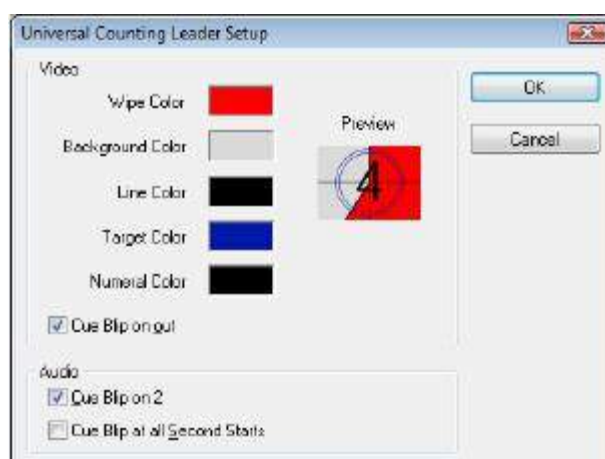 Universal Counting Leader Setup
Video
Wipe Color
Background Color
Line Color
Target Color
Numeral Color
Preview
4
Cue Blip on out
OK
Cancel
Audio
Cue Blip on 2
Cue Blip at all Second Starts